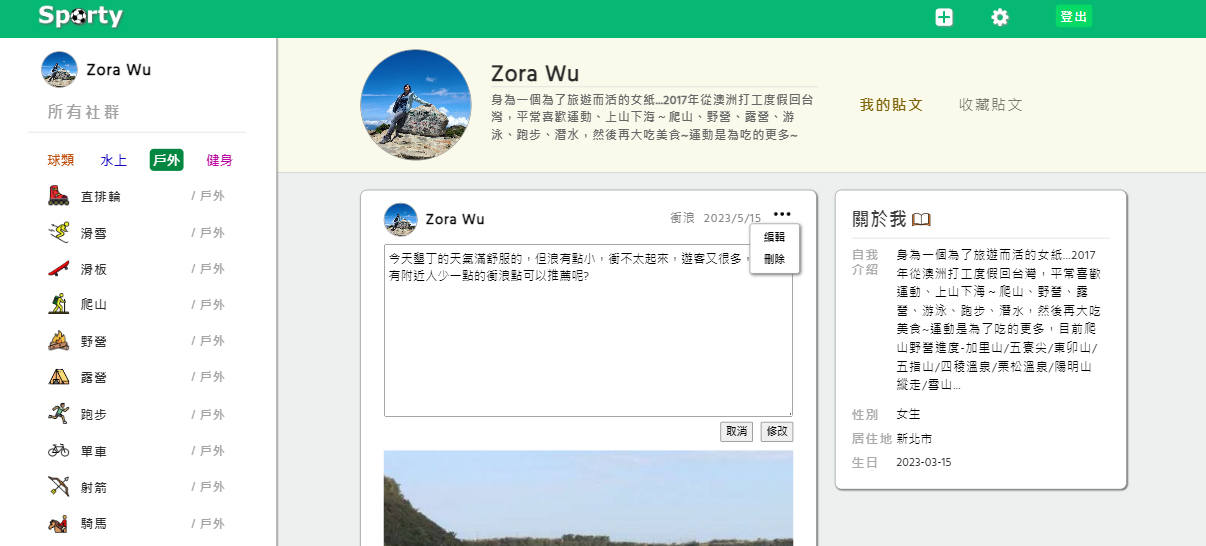 Sporty
登出
Zora Wu
所有社群
球類 水上 戶外 健身
直排輪 / 戶外
滑雪 / 戶外
滑板 / 戶外
爬山 / 戶外
野營 / 戶外
露營 / 戶外
跑步 / 戶外
單車 / 戶外
射箭 / 戶外
騎馬 / 戶外
Zora Wu
身為一個為了旅遊而活的女紙...2017年從澳洲打工度假回台
灣，平常喜歡運動、上山下海～爬山、野營、露營、游
泳、跑步、潛水，然後再大吃美食~運動是為吃的更多~
我的貼文 收藏貼文
Zora Wu 衝浪 2023/5/15
編輯
刪除
今天墾丁的天氣滿舒服的，但浪有點小，衝不太起來，遊客又很多，
有附近人少一點的衝浪點可以推薦呢?
取消 修改
關於我
自我
介紹
身為一個為了旅遊而活的女紙...2017
年從澳洲打工度假回台灣，平常喜歡
運動、上山下海～爬山、野營、露
營、游泳、跑步、潛水，然後再大吃
美食~運動是為了吃的更多，目前爬
山野營進度-加里山/五寮尖/東卯山/
五指山/四稜溫泉/栗松溫泉/陽明山
縱走/雪山...
性別 女生
居住地 新北市
生日 2023-03-15